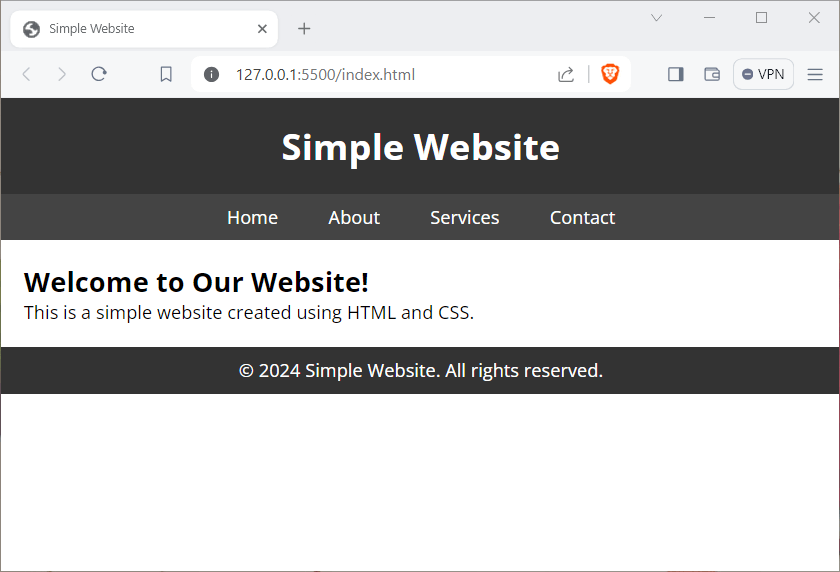 Simple Website
127.0.0.1:5500/index.html
VPN
Simple Website
Home About Services Contact
Welcome to Our Website!
This is a simple website created using HTML and CSS.
© 2024 Simple Website. All rights reserved.